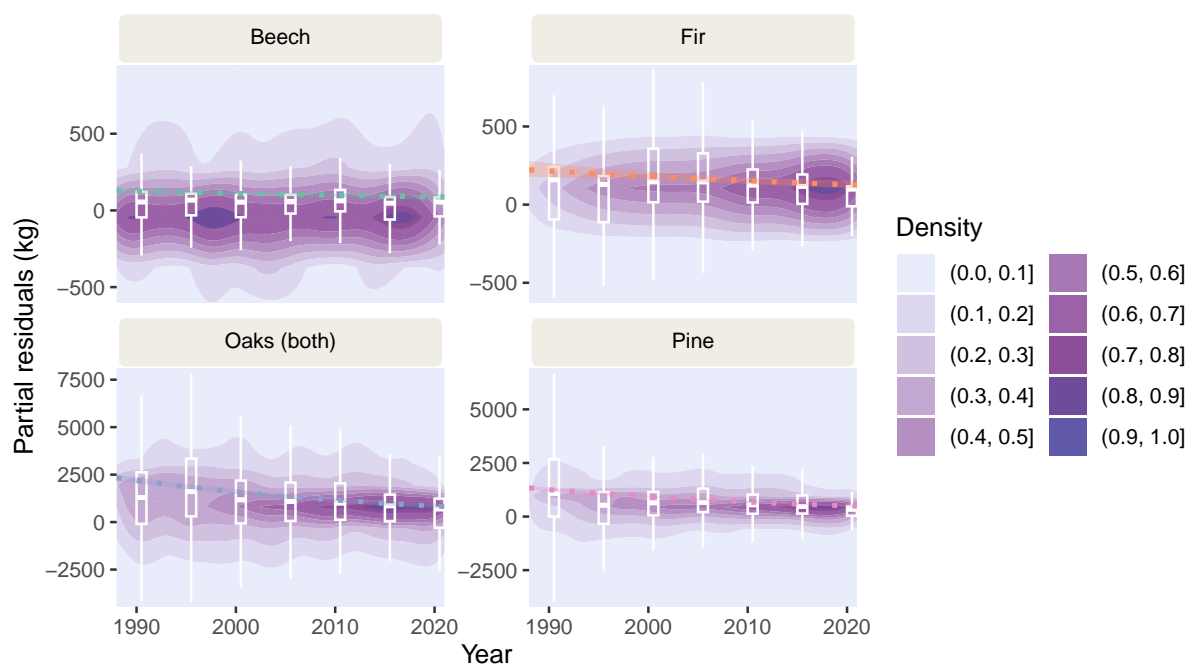 Beech
Fir
500
0
−500
500
0
−500
Oaks (both)
Pine
7500
5000
2500
0
−2500
5000
2500
0
−2500
1990 2000 2010 2020
1990 2000 2010 2020
Year
Partial residuals (kg)
Density
(0.0, 0.1]
(0.1, 0.2]
(0.2, 0.3]
(0.3, 0.4]
(0.4, 0.5]
(0.5, 0.6]
(0.6, 0.7]
(0.7, 0.8]
(0.8, 0.9]
(0.9, 1.0]